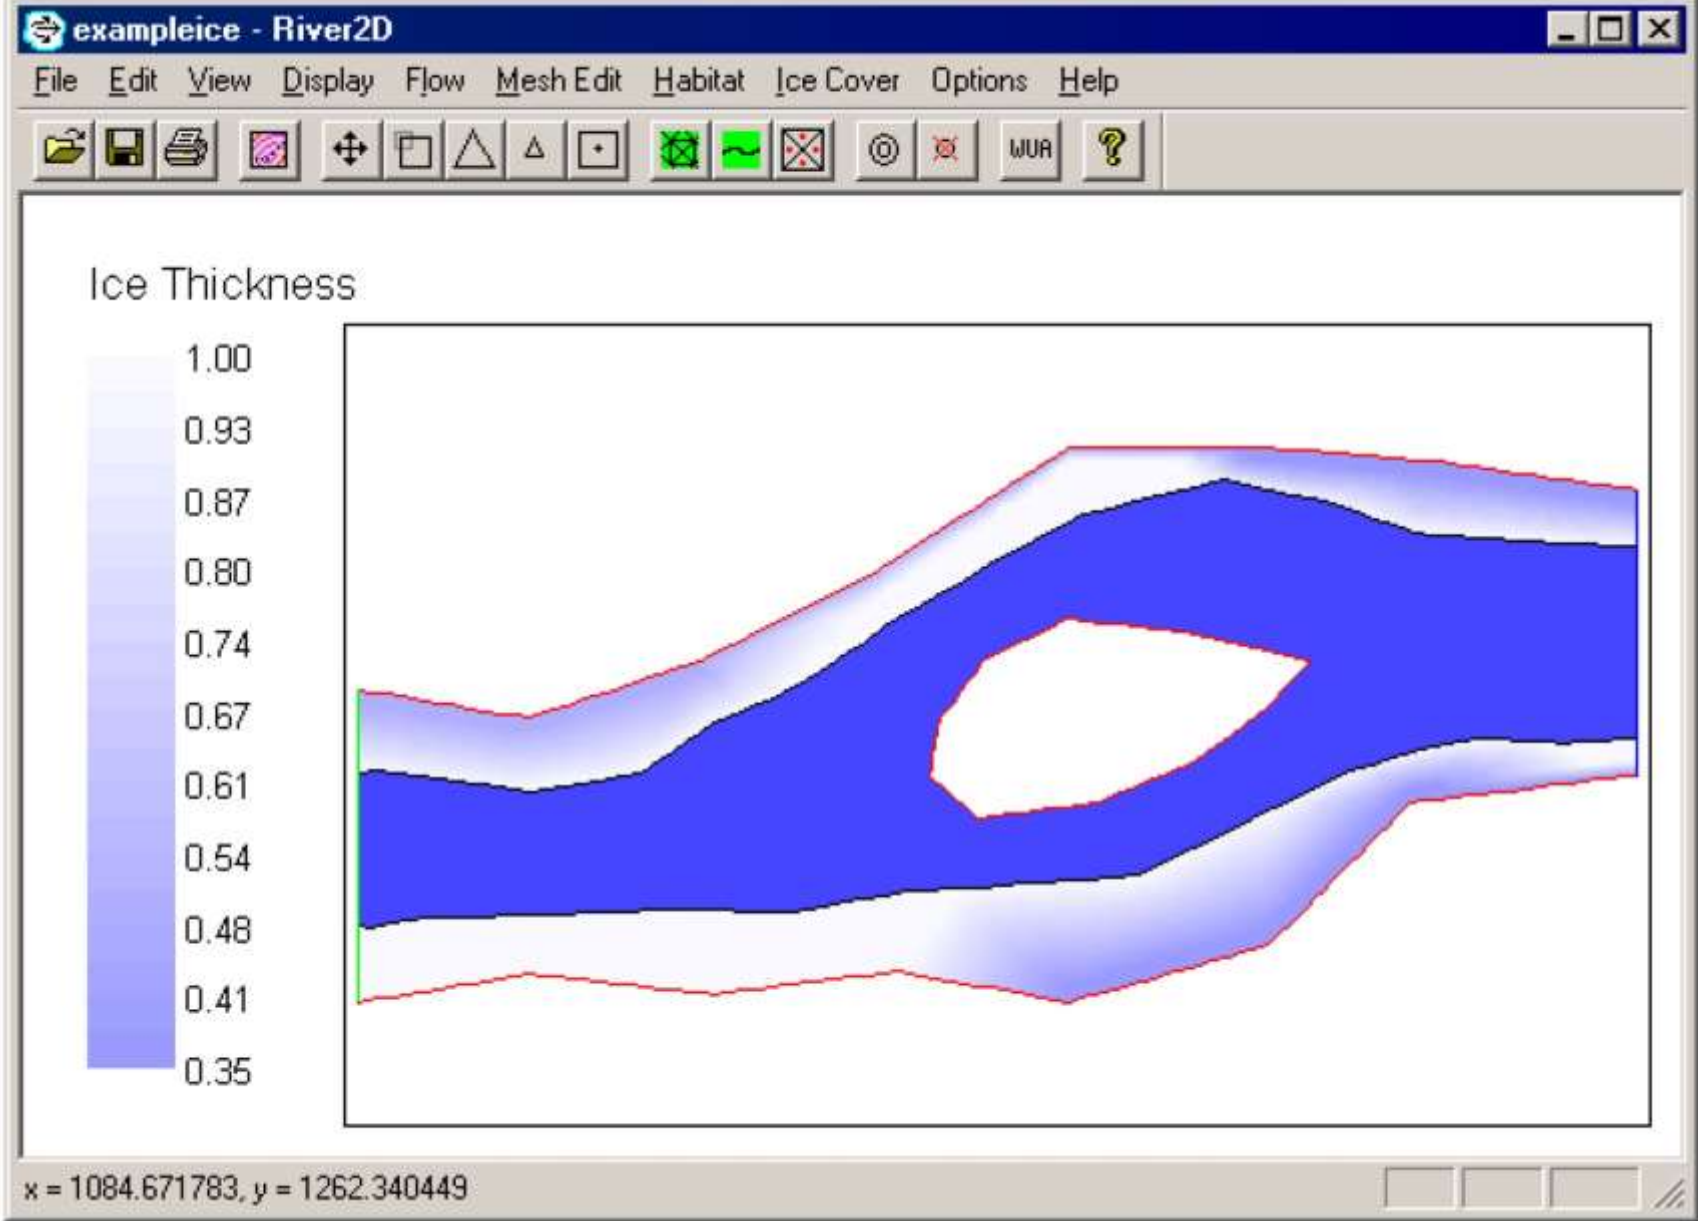 exampleice - River2D
File Edit View Display Flow Mesh Edit Habitat Ice Cover Options Help
WUA ?
Ice Thickness
1.00
0.93
0.87
0.80
0.74
0.67
0.61
0.54
0.48
0.41
0.35
x = 1084.671783, y = 1262.340449